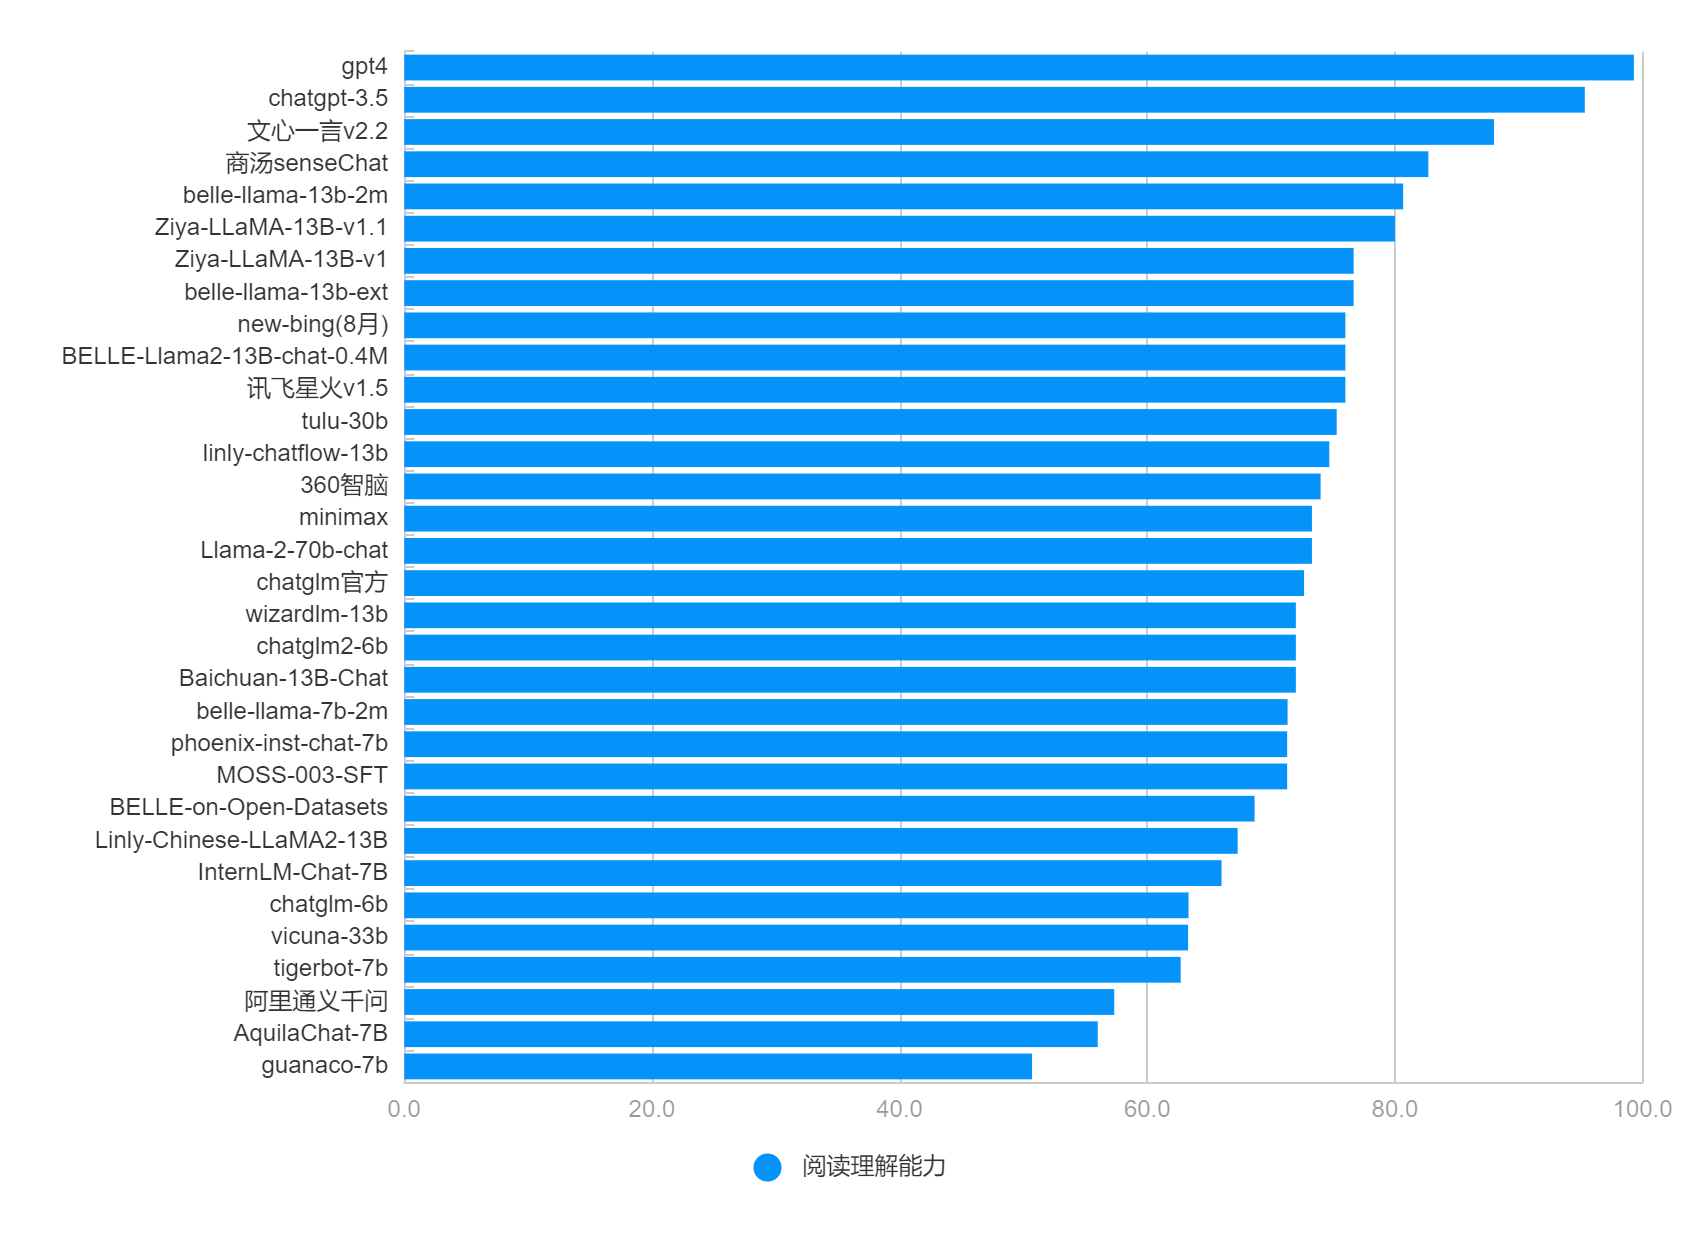 gpt4
chatgpt-3.5
文心一言v2.2
商汤senseChat
belle-llama-13b-2m
Ziya-LLaMA-13B-v1.1
Ziya-LLaMA-13B-v1
belle-llama-13b-ext
new-bing(8月)
BELLE-Llama2-13B-chat-0.4M
讯飞星火v1.5
tulu-30b
linly-chatflow-13b
360智脑
minimax
Llama-2-70b-chat
chatglm官方
wizardlm-13b
chatglm2-6b
Baichuan-13B-Chat
belle-llama-7b-2m
phoenix-inst-chat-7b
MOSS-003-SFT
BELLE-on-Open-Datasets
Linly-Chinese-LLaMA2-13B
InternLM-Chat-7B
chatglm-6b
vicuna-33b
tigerbot-7b
阿里通义千问
AquilaChat-7B
guanaco-7b
0.0 20.0 40.0 60.0 80.0 100.0
阅读理解能力